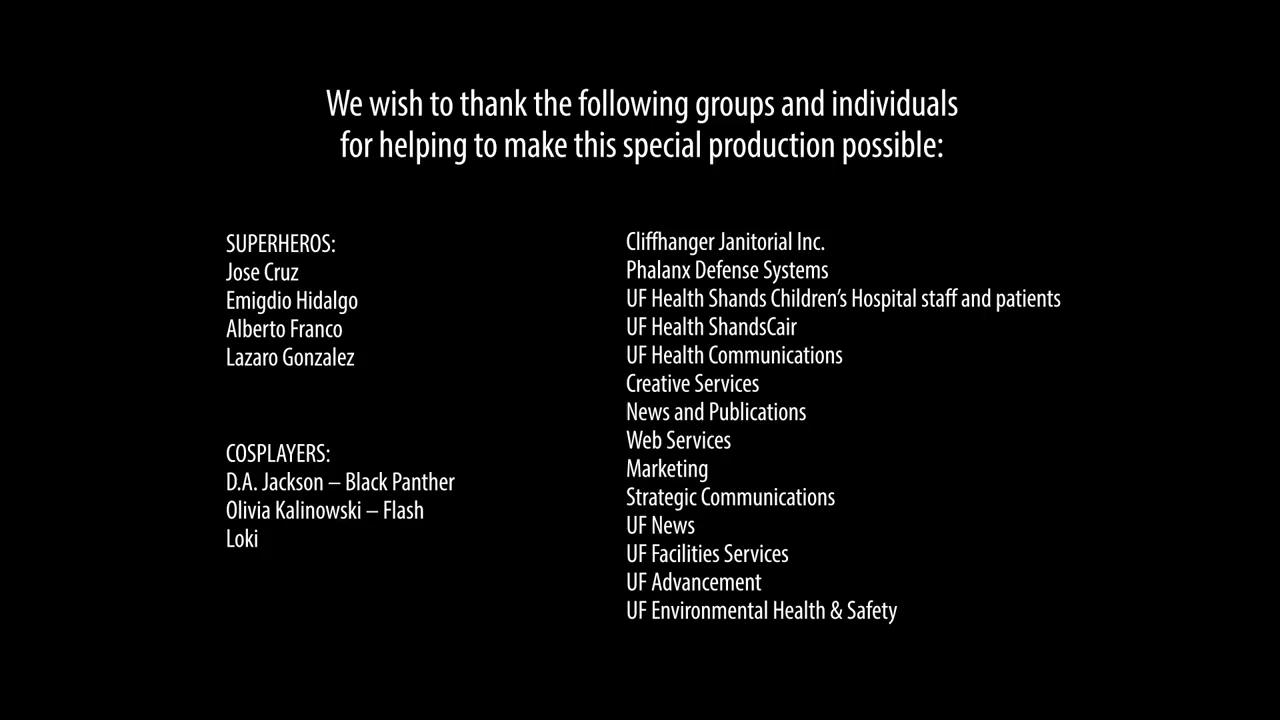 We wish to thank the following groups and individuals
for helping to make this special production possible:
SUPERHEROS:
Jose Cruz
Emigdio Hidalgo
Alberto Franco
Lazaro Gonzalez
COSPLAYERS:
D.A. Jackson – Black Panther
Olivia Kalinowski – Flash
Loki
Cliffhanger Janitorial Inc.
Phalanx Defense Systems
UF Health Shands Children’s Hospital staff and patients
UF Health ShandsCair
UF Health Communications
Creative Services
News and Publications
Web Services
Marketing
Strategic Communications
UF News
UF Facilities Services
UF Advancement
UF Environmental Health & Safety